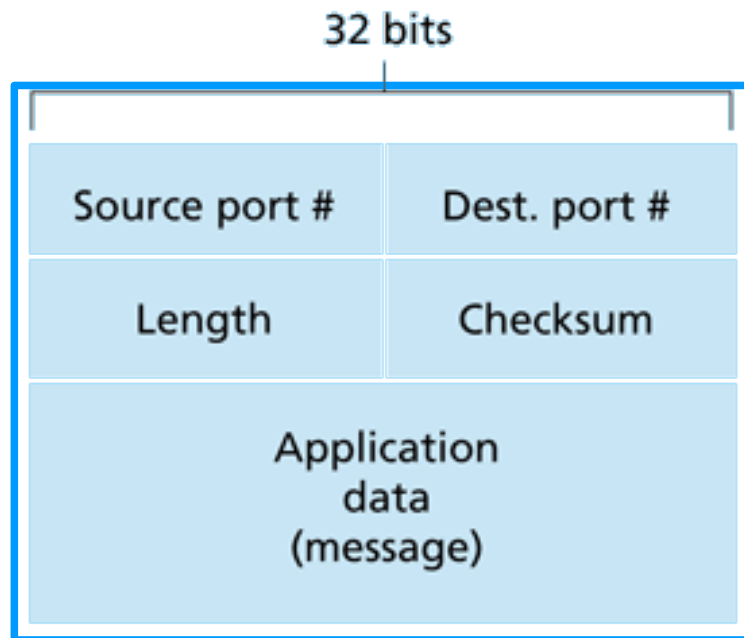 32 bits
Source port #
Dest. port #
Length
Checksum
Application
data
(message)